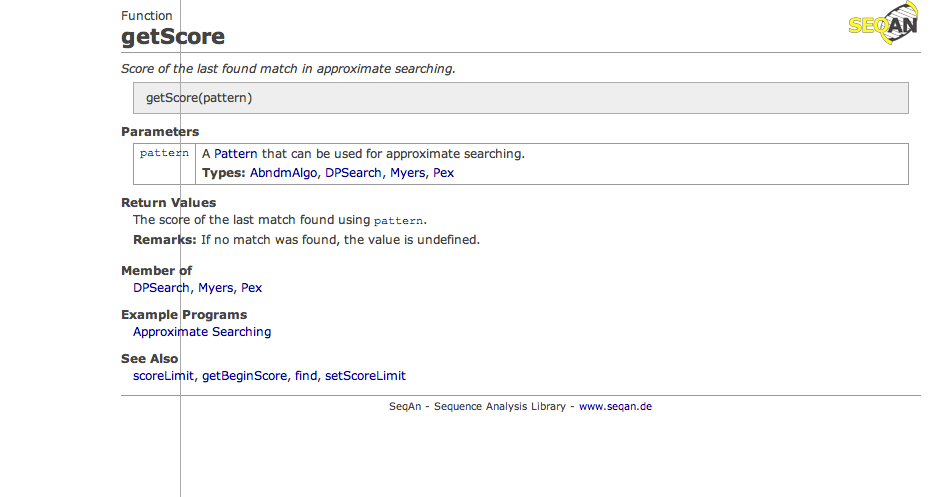 Function
getScore
SEQAN
Score of the last found match in approximate searching.
getScore(pattern)
Parameters
pattern A Pattern that can be used for approximate searching.
Types: AbndmAlgo, DPSearch, Myers, Pex
Return Values
The score of the last match found using pattern.
Remarks: If no match was found, the value is undefined.
Member of
DPSearch, Myers, Pex
Example Programs
Approximate Searching
See Also
scoreLimit, getBeginScore, find, setScoreLimit
SeqAn - Sequence Analysis Library - www.seqan.de